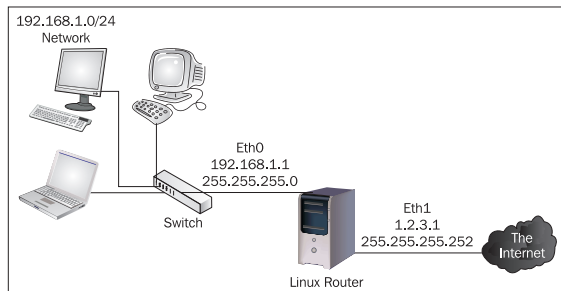 192.168.1.0/24
Network
Eth0
192.168.1.1
255.255.255.0
Switch
Eth1
1.2.3.1
255.255.255.252
The
Internet
Linux Router